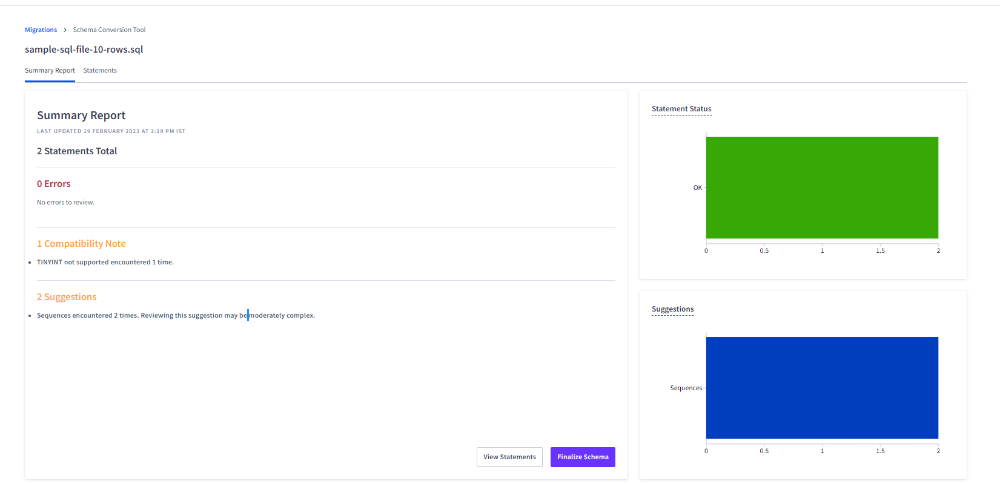 Migrations > Schema Conversion Tool
sample-sql-file-10-rows.sql
Summary Report Statements
Summary Report
LAST UPDATED 19 FEBRUARY 2023 AT 2:19 PM IST
2 Statements Total
0 Errors
No errors to review.
1 Compatibility Note
• TINYINT not supported encountered 1 time.
2 Suggestions
• Sequences encountered 2 times. Reviewing this suggestion may be moderately complex.
View Statements Finalize Schema
Statement Status
OK
0 0.5 1 1.5 2
Suggestions
Sequences
0 0.5 1 1.5 2